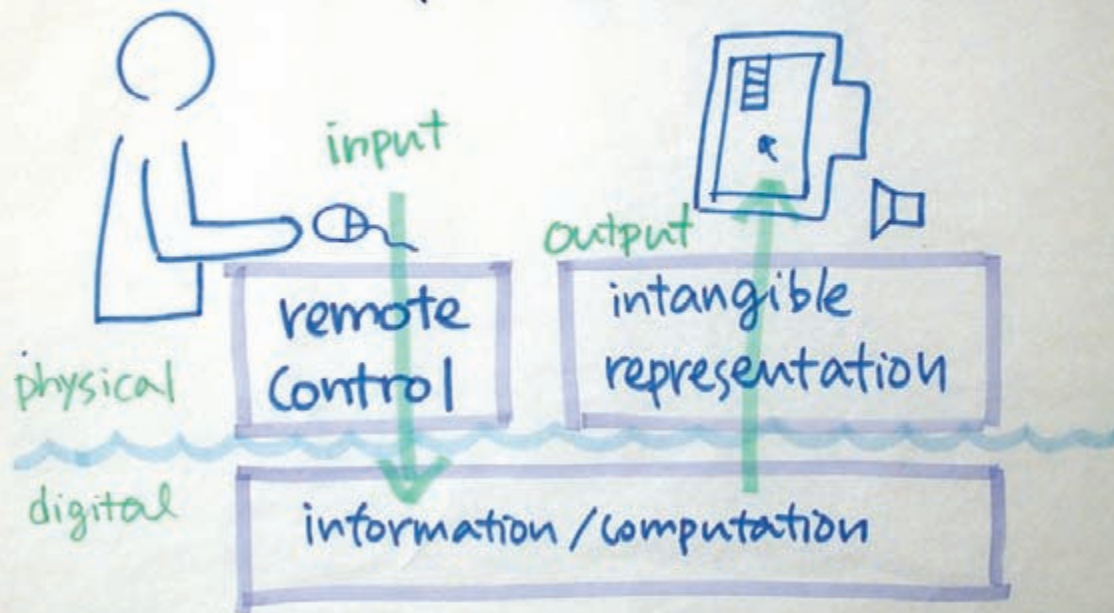 input
output
remote
control
intangible
representation
physical
digital
information/computation